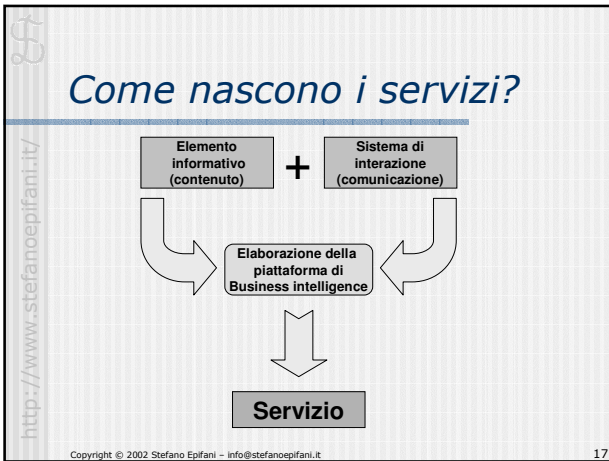 Come nascono i servizi?
Elemento
informativo
(contenuto)
+
Sistema di
interazione
(comunicazione)
Elaborazione della
piattaforma di
Business intelligence
Servizio
http://www.stefanoepifani.it/
Copyright © 2002 Stefano Epifani – info@stefanoepifani.it
17